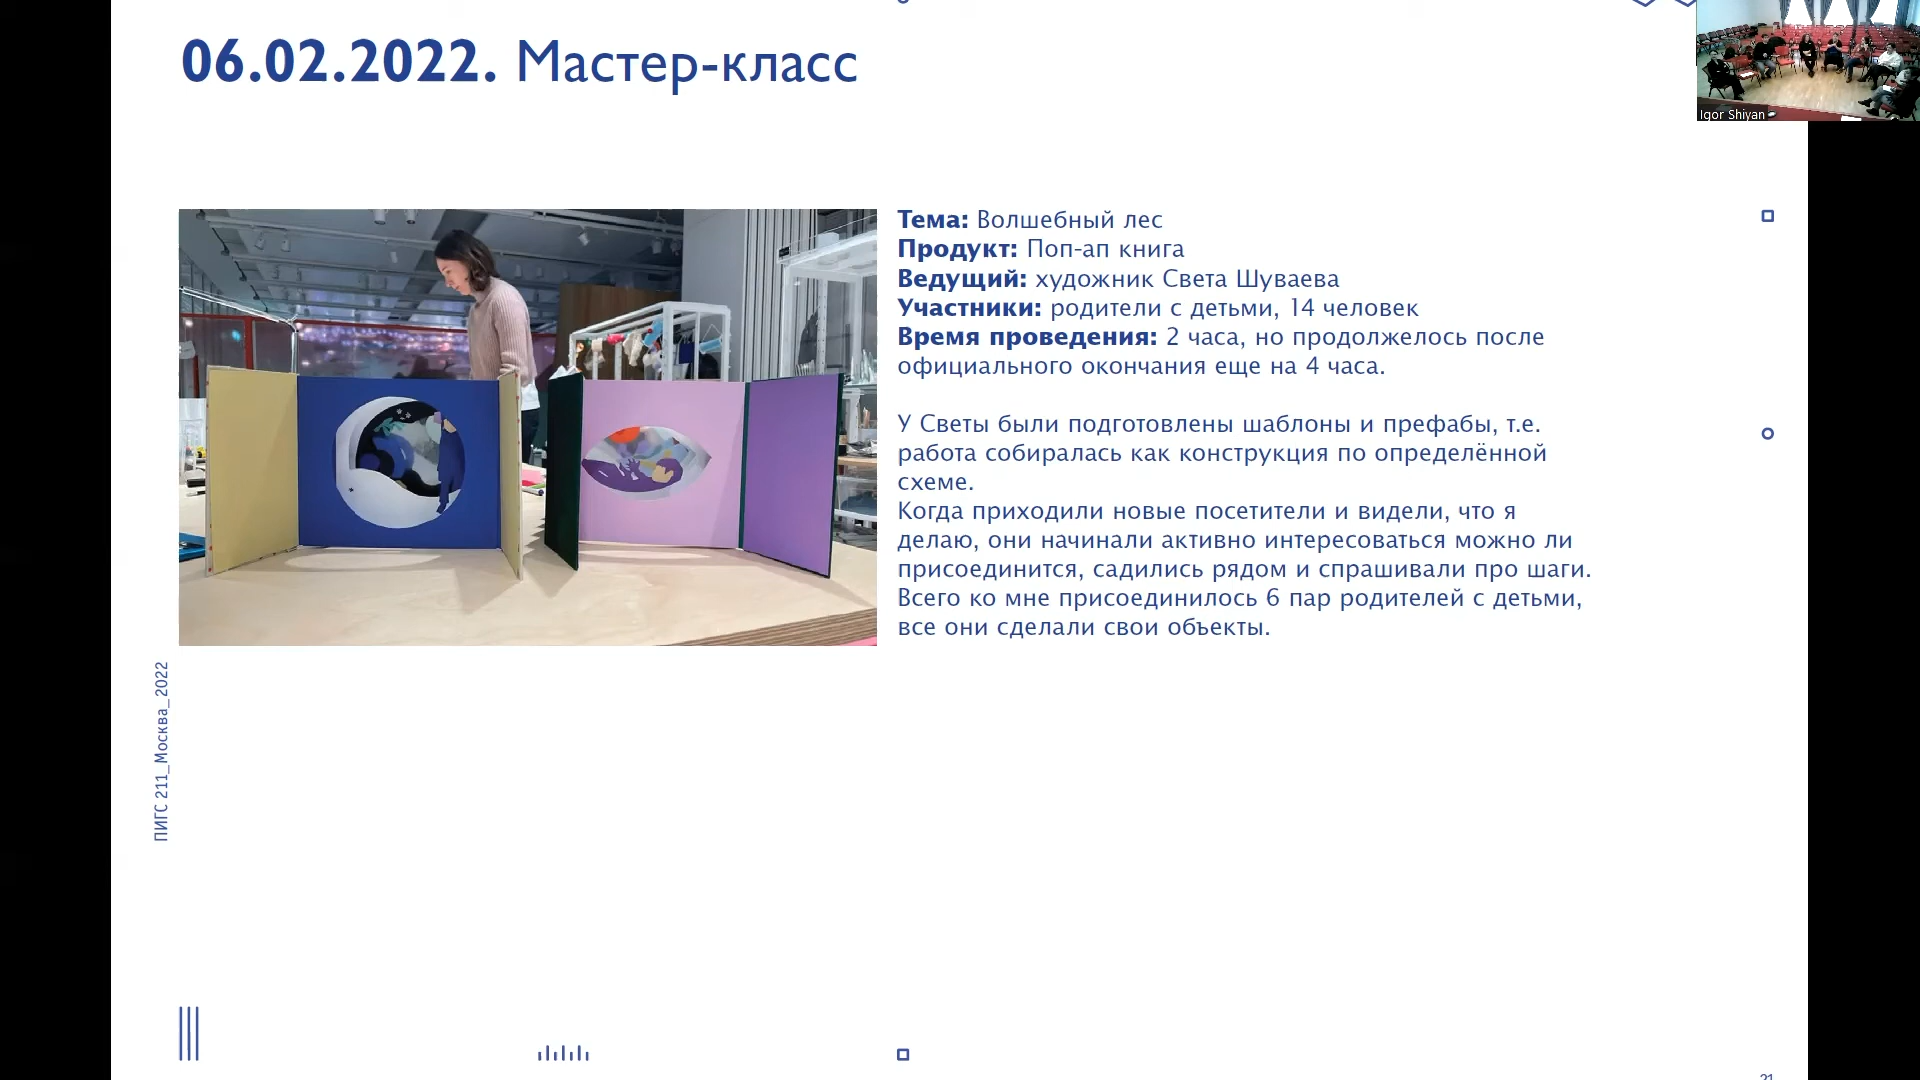 06.02.2022. Мастер-класс
Igor Shiyan
Тема: Волшебный лес
Продукт: Поп-ап книга
Ведущий: художник Света Шуваева
Участники: родители с детьми, 14 человек
Время проведения: 2 часа, но продолжелось после
официального окончания еще на 4 часа.
У Светы были подготовлены шаблоны и префабы, т.е.
работа собиралась как конструкция по определённой
схеме.
Когда приходили новые посетители и видели, что я
делаю, они начинали активно интересоваться можно ли
присоединится, садились рядом и спрашивали про шаги.
Всего ко мне присоединилось 6 пар родителей с детьми,
все они сделали свои объекты.
ПИГС 211_Москва_2022
21